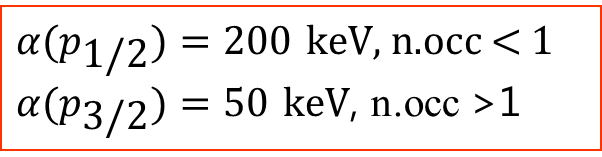 α(p1/2) = 200 keV, n.occ < 1
α(p3/2) = 50 keV, n.occ >1